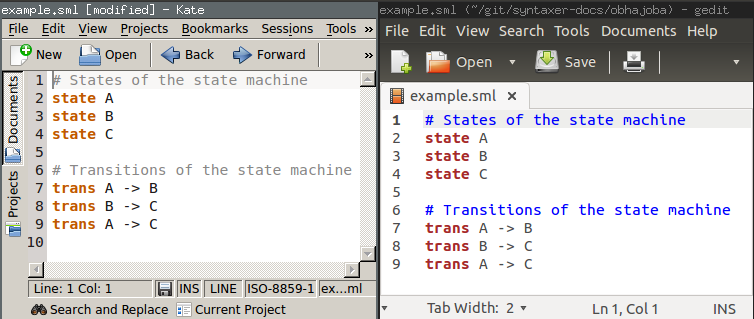 example.sml [modified] – Kate
File Edit View Projects Bookmarks Sessions Tools »
New Open Back Forward »
Documents
Projects
1 # States of the state machine
2 state A
3 state B
4 state C
5
6 # Transitions of the state machine
7 trans A -> B
8 trans B -> C
9 trans A -> C
10
Line: 1 Col: 1 INS LINE ISO-8859-1 ex...ml
Search and Replace Current Project
example.sml (~/git/syntaxer-docs/obhajoba) – gedit
File Edit View Search Tools Documents Help
Open Save
example.sml ×
1 # States of the state machine
2 state A
3 state B
4 state C
5
6 # Transitions of the state machine
7 trans A -> B
8 trans B -> C
9 trans A -> C
Tab Width: 2 Ln 1, Col 1 INS